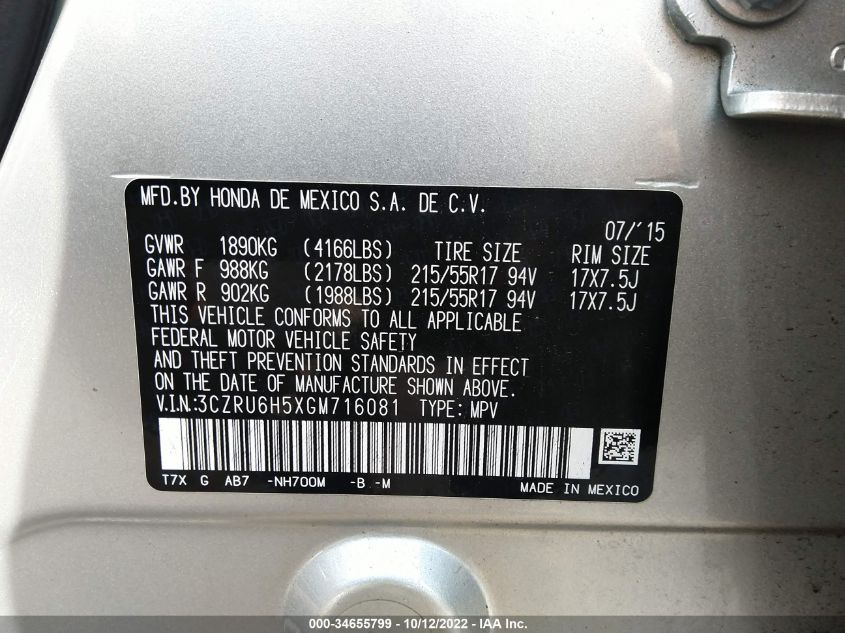 MFD.BY HONDA DE MEXICO S.A. DE C.V.
07/'15
GVWR 1890KG (4166LBS) TIRE SIZE RIM SIZE
GAWR F 988KG (2178LBS) 215/55R17 94V 17X7.5J
GAWR R 902KG (1988LBS) 215/55R17 94V 17X7.5J
THIS VEHICLE CONFORMS TO ALL APPLICABLE
FEDERAL MOTOR VEHICLE SAFETY
AND THEFT PREVENTION STANDARDS IN EFFECT
ON THE DATE OF MANUFACTURE SHOWN ABOVE.
V.I.N:3CZRU6H5XGM716081 TYPE: MPV
T7X G AB7 -NH700M -B -M MADE IN MEXICO
000-34655799 - 10/12/2022 - IAA Inc.